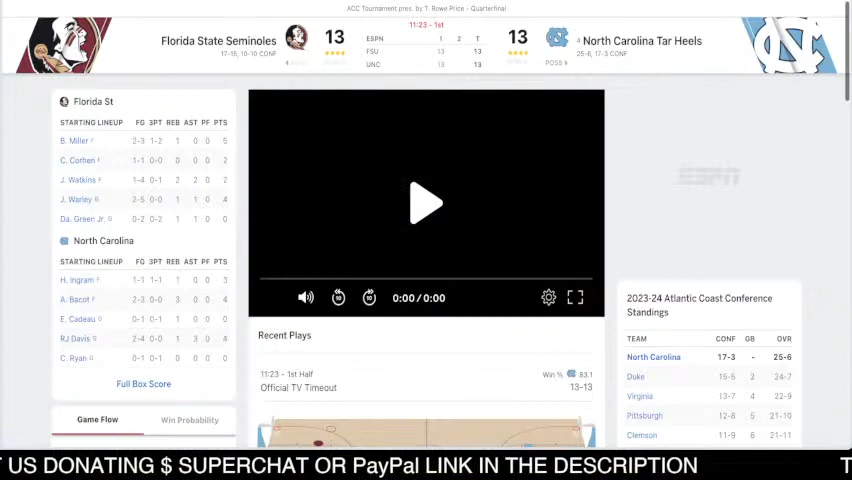 ACC Tournament pres. by T. Rowe Price - Quarterfinal
11:23 - 1st
Florida State Seminoles 13
17-15, 10-10 CONF
ESPN 1 2 T
FSU 13 13
UNC 13 13
13 4 North Carolina Tar Heels
POSS 25-6, 17-3 CONF
Florida St
STARTING LINEUP FG 3PT REB AST PF PTS
B. Miller F 2-3 1-2 1 0 0 5
C. Corhen F 1-1 0-0 0 0 0 2
J. Watkins F 1-4 0-1 2 2 0 2
J. Warley G 2-5 0-0 1 1 0 4
Da. Green Jr. G 0-2 0-2 1 1 0 0
North Carolina
STARTING LINEUP FG 3PT REB AST PF PTS
H. Ingram F 1-1 1-1 1 0 0 3
A. Bacot F 2-3 0-0 3 0 0 4
E. Cadeau G 0-1 0-1 1 0 0 0
RJ Davis G 2-4 0-0 1 3 0 4
C. Ryan G 0-1 0-1 0 0 0 0
Full Box Score
Game Flow Win Probability
10 10 0:00 / 0:00
Recent Plays
11:23 - 1st Half Win % 83.1
Official TV Timeout 13-13
ESPN
2023-24 Atlantic Coast Conference
Standings
TEAM CONF GB OVR
North Carolina 17-3 - 25-6
Duke 15-5 2 24-7
Virginia 13-7 4 22-9
Pittsburgh 12-8 5 21-10
Clemson 11-9 6 21-11
T US DONATING $ SUPERCHAT OR PayPal LINK IN THE DESCRIPTION